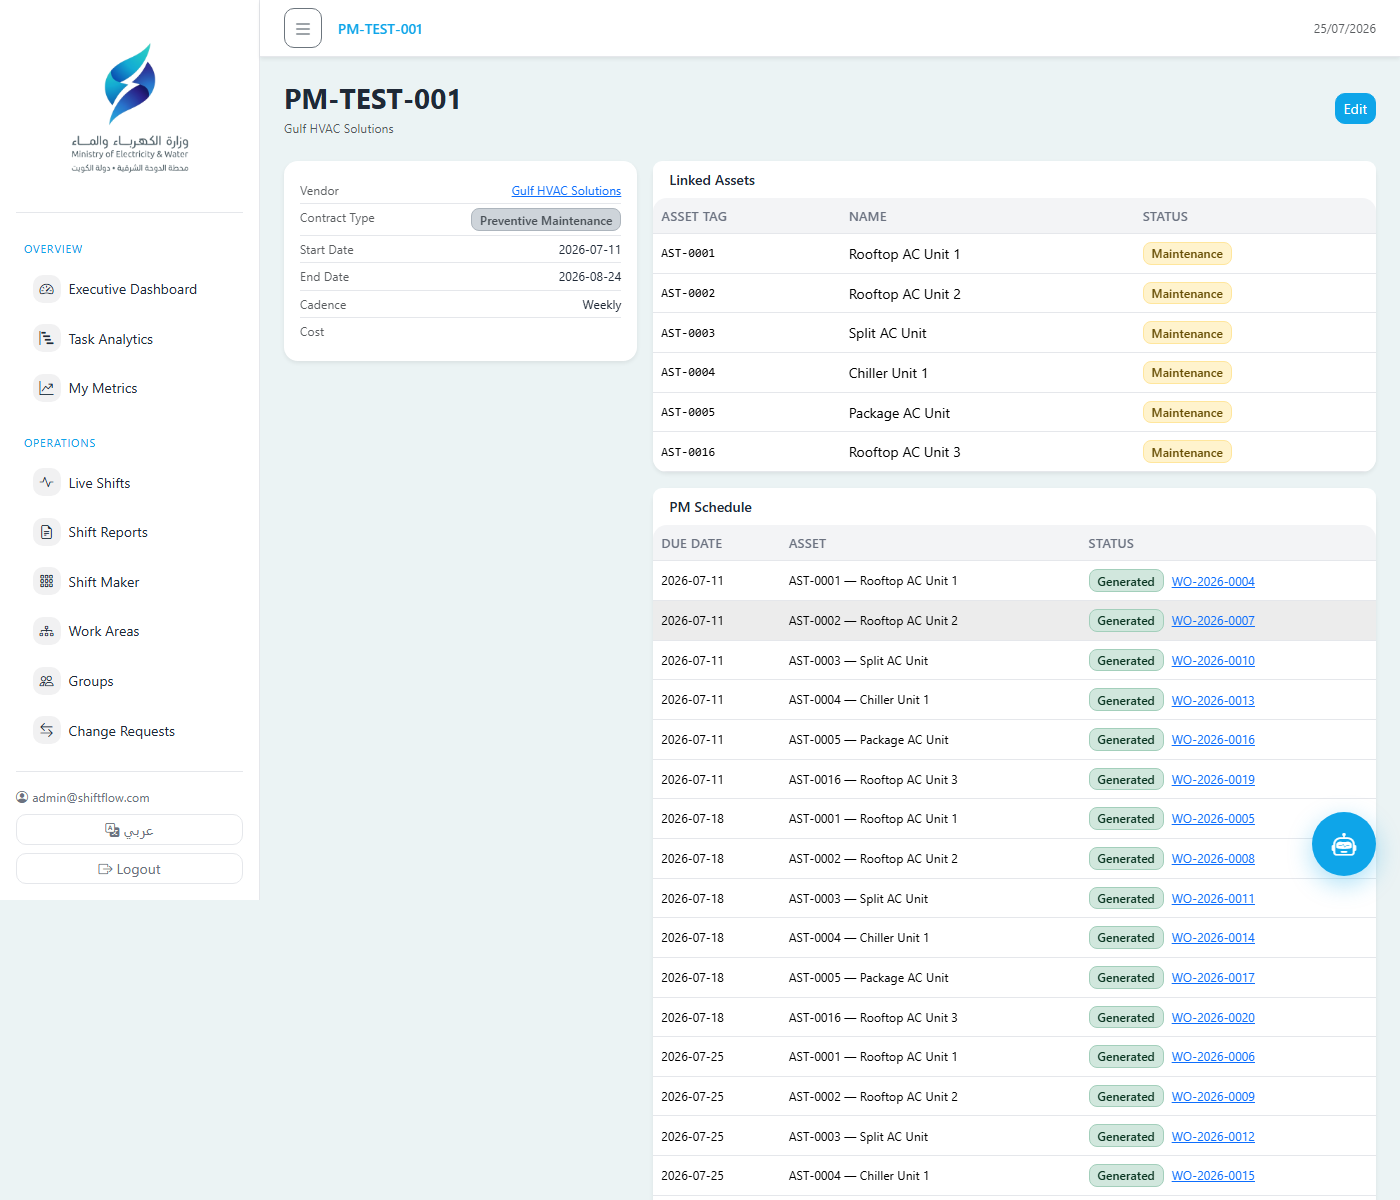 وزارة الكهرباء والماء
Ministry of Electricity & Water
محطة الدوحة الشرقية • دولة الكويت
OVERVIEW
Executive Dashboard
Task Analytics
My Metrics
OPERATIONS
Live Shifts
Shift Reports
Shift Maker
Work Areas
Groups
Change Requests
admin@shiftflow.com
عربي
Logout
PM-TEST-001
25/07/2026
PM-TEST-001
Gulf HVAC Solutions
Edit
Vendor Gulf HVAC Solutions
Contract Type Preventive Maintenance
Start Date 2026-07-11
End Date 2026-08-24
Cadence Weekly
Cost
Linked Assets
ASSET TAG NAME STATUS
AST-0001 Rooftop AC Unit 1 Maintenance
AST-0002 Rooftop AC Unit 2 Maintenance
AST-0003 Split AC Unit Maintenance
AST-0004 Chiller Unit 1 Maintenance
AST-0005 Package AC Unit Maintenance
AST-0016 Rooftop AC Unit 3 Maintenance
PM Schedule
DUE DATE ASSET STATUS
2026-07-11 AST-0001 — Rooftop AC Unit 1 Generated WO-2026-0004
2026-07-11 AST-0002 — Rooftop AC Unit 2 Generated WO-2026-0007
2026-07-11 AST-0003 — Split AC Unit Generated WO-2026-0010
2026-07-11 AST-0004 — Chiller Unit 1 Generated WO-2026-0013
2026-07-11 AST-0005 — Package AC Unit Generated WO-2026-0016
2026-07-11 AST-0016 — Rooftop AC Unit 3 Generated WO-2026-0019
2026-07-18 AST-0001 — Rooftop AC Unit 1 Generated WO-2026-0005
2026-07-18 AST-0002 — Rooftop AC Unit 2 Generated WO-2026-0008
2026-07-18 AST-0003 — Split AC Unit Generated WO-2026-0011
2026-07-18 AST-0004 — Chiller Unit 1 Generated WO-2026-0014
2026-07-18 AST-0005 — Package AC Unit Generated WO-2026-0017
2026-07-18 AST-0016 — Rooftop AC Unit 3 Generated WO-2026-0020
2026-07-25 AST-0001 — Rooftop AC Unit 1 Generated WO-2026-0006
2026-07-25 AST-0002 — Rooftop AC Unit 2 Generated WO-2026-0009
2026-07-25 AST-0003 — Split AC Unit Generated WO-2026-0012
2026-07-25 AST-0004 — Chiller Unit 1 Generated WO-2026-0015